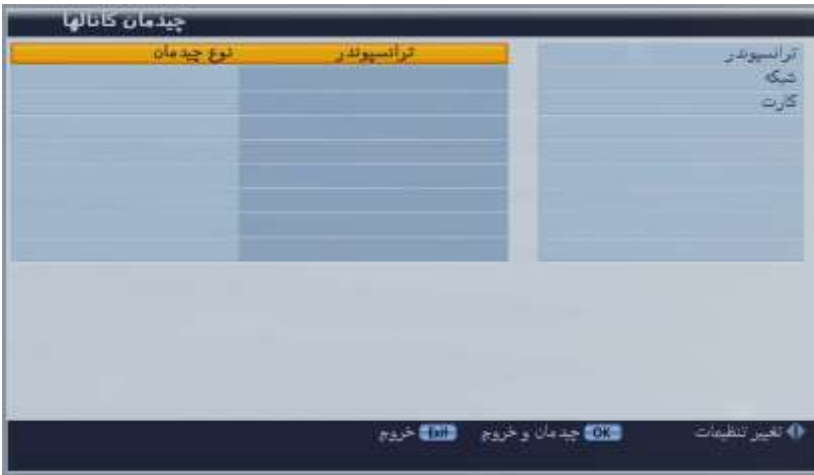 چیدمان کانالها
نوع چیدمان ترانسپوندر
ترانسپوندر
شبکه
کارت
تغییر تنظیمات OK چیدمان و خروج Exit خروج